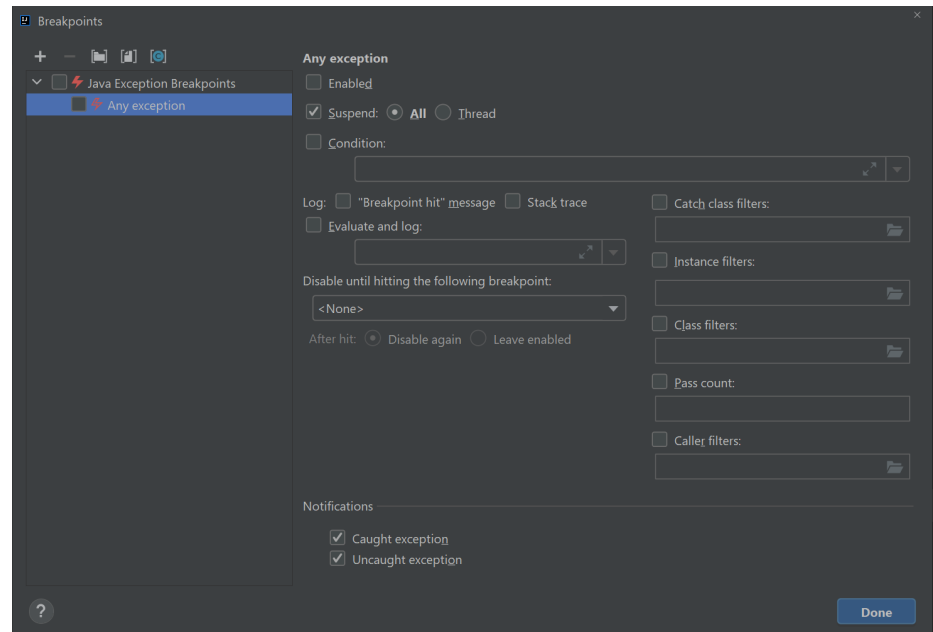 Breakpoints
Java Exception Breakpoints
Any exception
Any exception
Enabled
Suspend: All Thread
Condition:
Log: "Breakpoint hit" message Stack trace
Evaluate and log:
Disable until hitting the following breakpoint:
<None>
After hit: Disable again Leave enabled
Catch class filters:
Instance filters:
Class filters:
Pass count:
Caller filters:
Notifications
Caught exception
Uncaught exception
?
Done